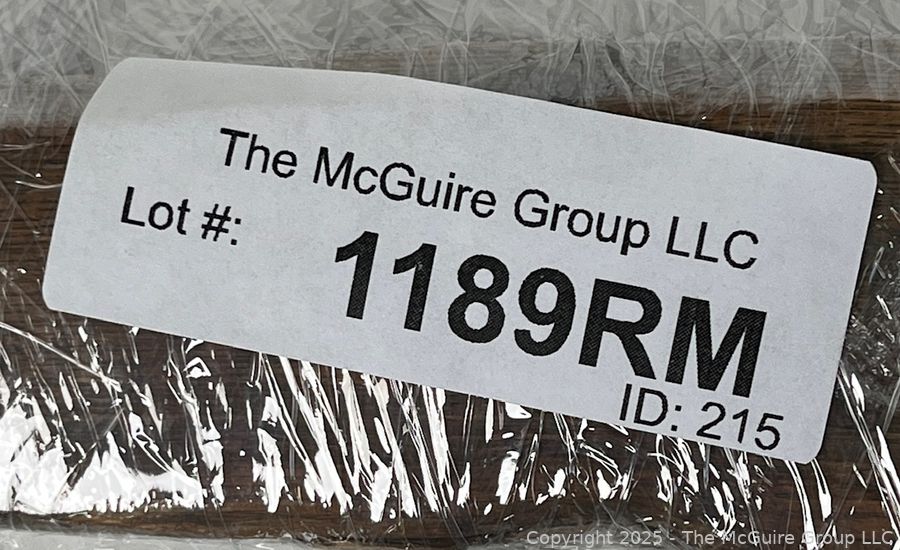 The McGuire Group LLC
Lot #:
1189RM
ID: 215
Copyright 2025 - The McGuire Group LLC